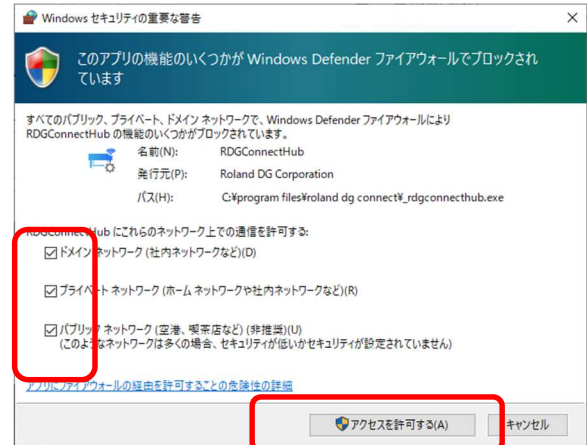 Windows セキュリティの重要な警告
このアプリの機能のいくつかが Windows Defender ファイアウォールでブロックされ
ています
すべてのパブリック、プライベート、ドメイン ネットワークで、Windows Defender ファイアウォールにより
RDGConnectHub の機能のいくつかがブロックされています。
名前(N): RDGConnectHub
発行元(P): Roland DG Corporation
パス(H): C:¥program files¥roland dg connect¥_rdgconnecthub.exe
RDGConnectHub にこれらのネットワーク上での通信を許可する:
ドメイン ネットワーク (社内ネットワークなど)(D)
プライベート ネットワーク (ホーム ネットワークや社内ネットワークなど)(R)
パブリック ネットワーク (空港、喫茶店など) (非推奨)(U)
(このようなネットワークは多くの場合、セキュリティが低いかセキュリティが設定されていません)
アプリにファイアウォールの経由を許可することの危険性の詳細
アクセスを許可する(A) キャンセル